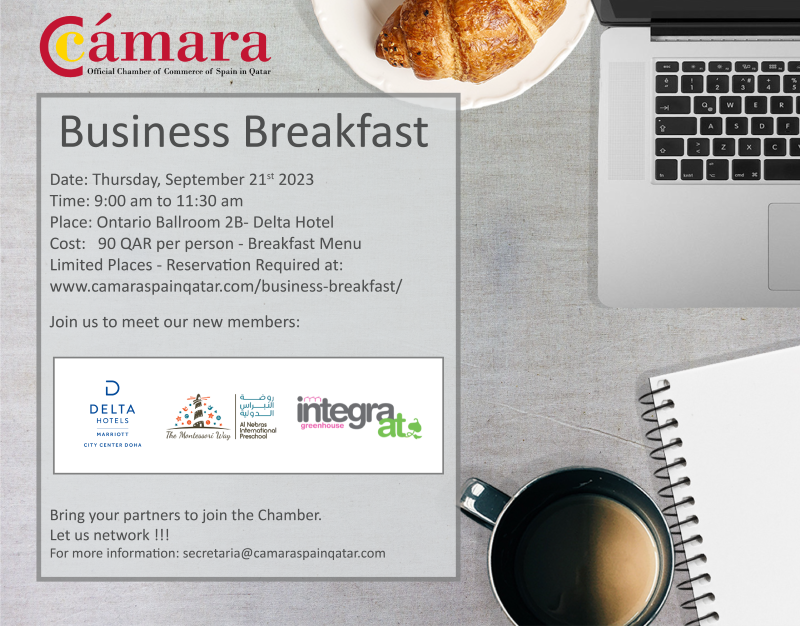 Cámara
Official Chamber of Commerce of Spain in Qatar
Business Breakfast
Date: Thursday, September 21st 2023
Time: 9:00 am to 11:30 am
Place: Ontario Ballroom 2B- Delta Hotel
Cost: 90 QAR per person - Breakfast Menu
Limited Places - Reservation Required at:
www.camaraspainqatar.com/business-breakfast/
Join us to meet our new members:
D
DELTA
HOTELS
MARRIOTT
CITY CENTER DOHA
The Montessori Way
روضة
النبراس
الدولية
Al Nebras
International
Preschool
integra
greenhouse
at
Bring your partners to join the Chamber.
Let us network !!!
For more information: secretaria@camaraspainqatar.com